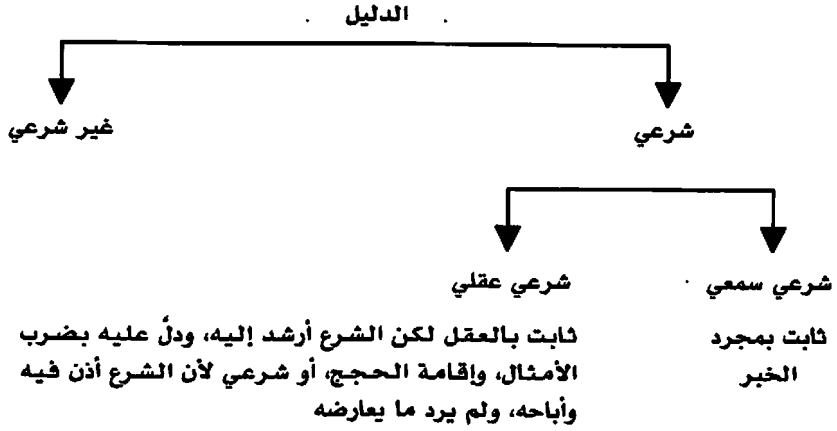 الدليل
شرعي
غير شرعي
شرعي سمعي
شرعي عقلي
ثابت بمجرد
الخبر
ثابت بالعقل لكن الشرع أرشد إليه، ودلَّ عليه بضرب
الأمثال، وإقامة الحجج، أو شرعي لأن الشرع أذن فيه
وأباحه، ولم يرد ما يعارضه